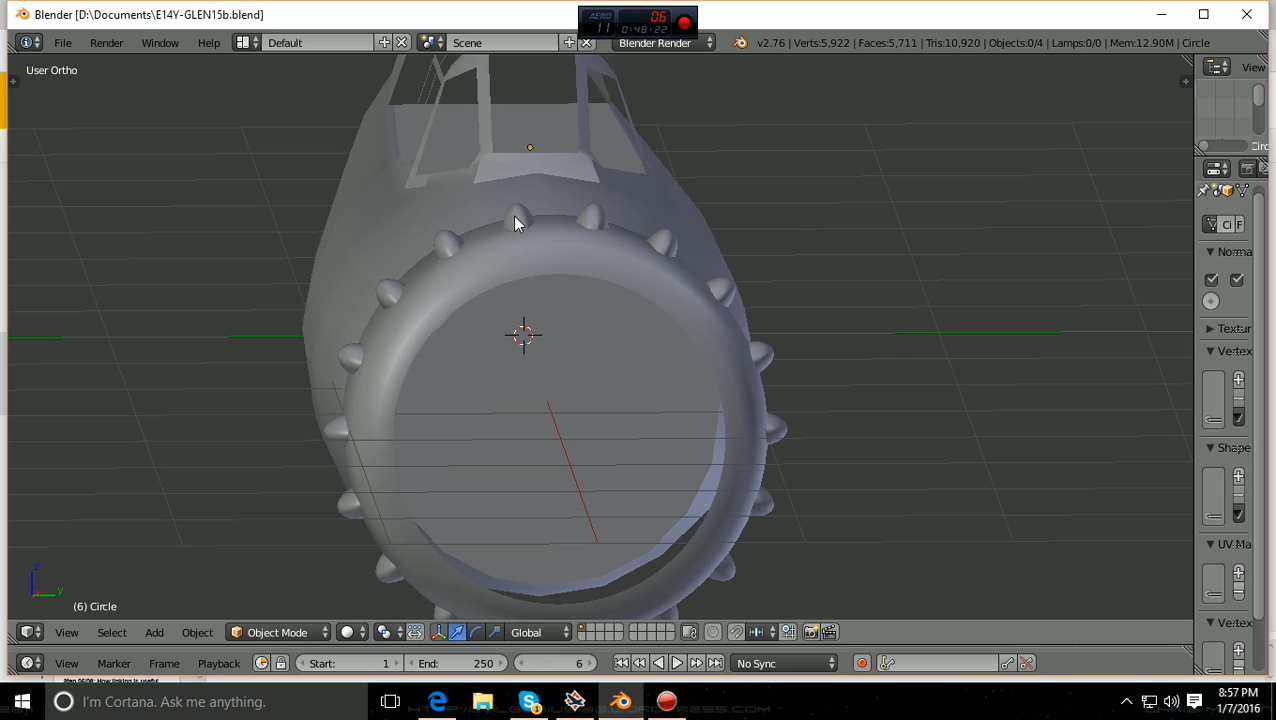 Blender [D:\Documents\E14Y-GLEN15b.blend]
AERO 06
11 0:48:22
File Render Window Help Default Scene Blender Render v2.76 | Verts:5,922 | Faces:5,711 | Tris:10,920 | Objects:0/4 | Lamps:0/0 | Mem:12.90M | Circle
User Ortho
View
Circ
Ci F
Norma
Textur
Vertex
Shape
UV Ma
Vertex
z
y
(6) Circle
View Select Add Object Object Mode Global
View Marker Frame Playback Start: 1 End: 250 6 No Sync
I'm Cortana. Ask me anything.
8:57 PM
1/7/2016